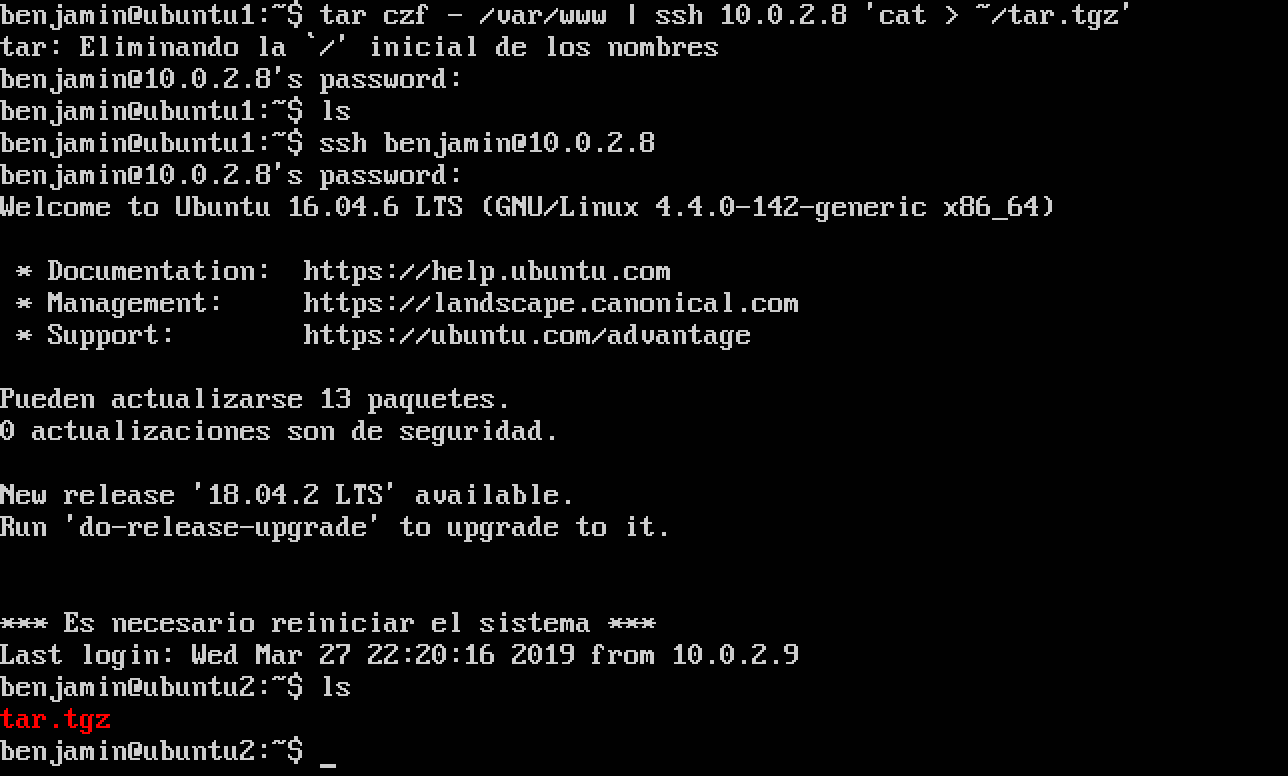 benjamin@ubuntu1:~$ tar czf - /var/www | ssh 10.0.2.8 'cat > ~/tar.tgz'
tar: Eliminando la `/' inicial de los nombres
benjamin@10.0.2.8's password:
benjamin@ubuntu1:~$ ls
benjamin@ubuntu1:~$ ssh benjamin@10.0.2.8
benjamin@10.0.2.8's password:
Welcome to Ubuntu 16.04.6 LTS (GNU/Linux 4.4.0-142-generic x86_64)
 * Documentation:  https://help.ubuntu.com
 * Management:     https://landscape.canonical.com
 * Support:        https://ubuntu.com/advantage
Pueden actualizarse 13 paquetes.
0 actualizaciones son de seguridad.
New release '18.04.2 LTS' available.
Run 'do-release-upgrade' to upgrade to it.
*** Es necesario reiniciar el sistema ***
Last login: Wed Mar 27 22:20:16 2019 from 10.0.2.9
benjamin@ubuntu2:~$ ls
tar.tgz
benjamin@ubuntu2:~$ _